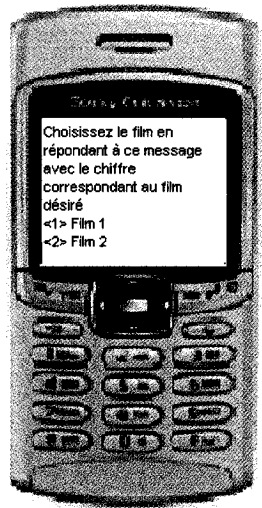 Choisissez le film en
répondant à ce message
avec le chiffre
correspondant au film
désiré
<1> Film 1
<2> Film 2